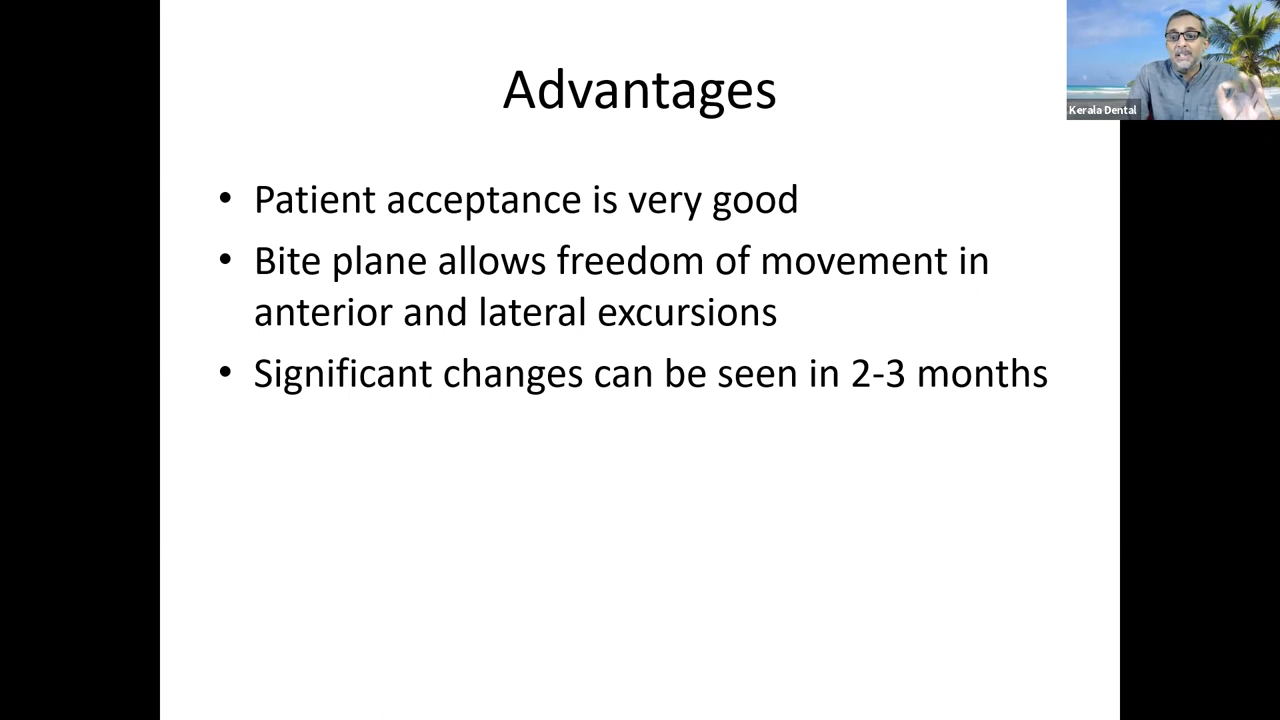 Advantages
Kerala Dental
• Patient acceptance is very good
• Bite plane allows freedom of movement in
anterior and lateral excursions
• Significant changes can be seen in 2-3 months